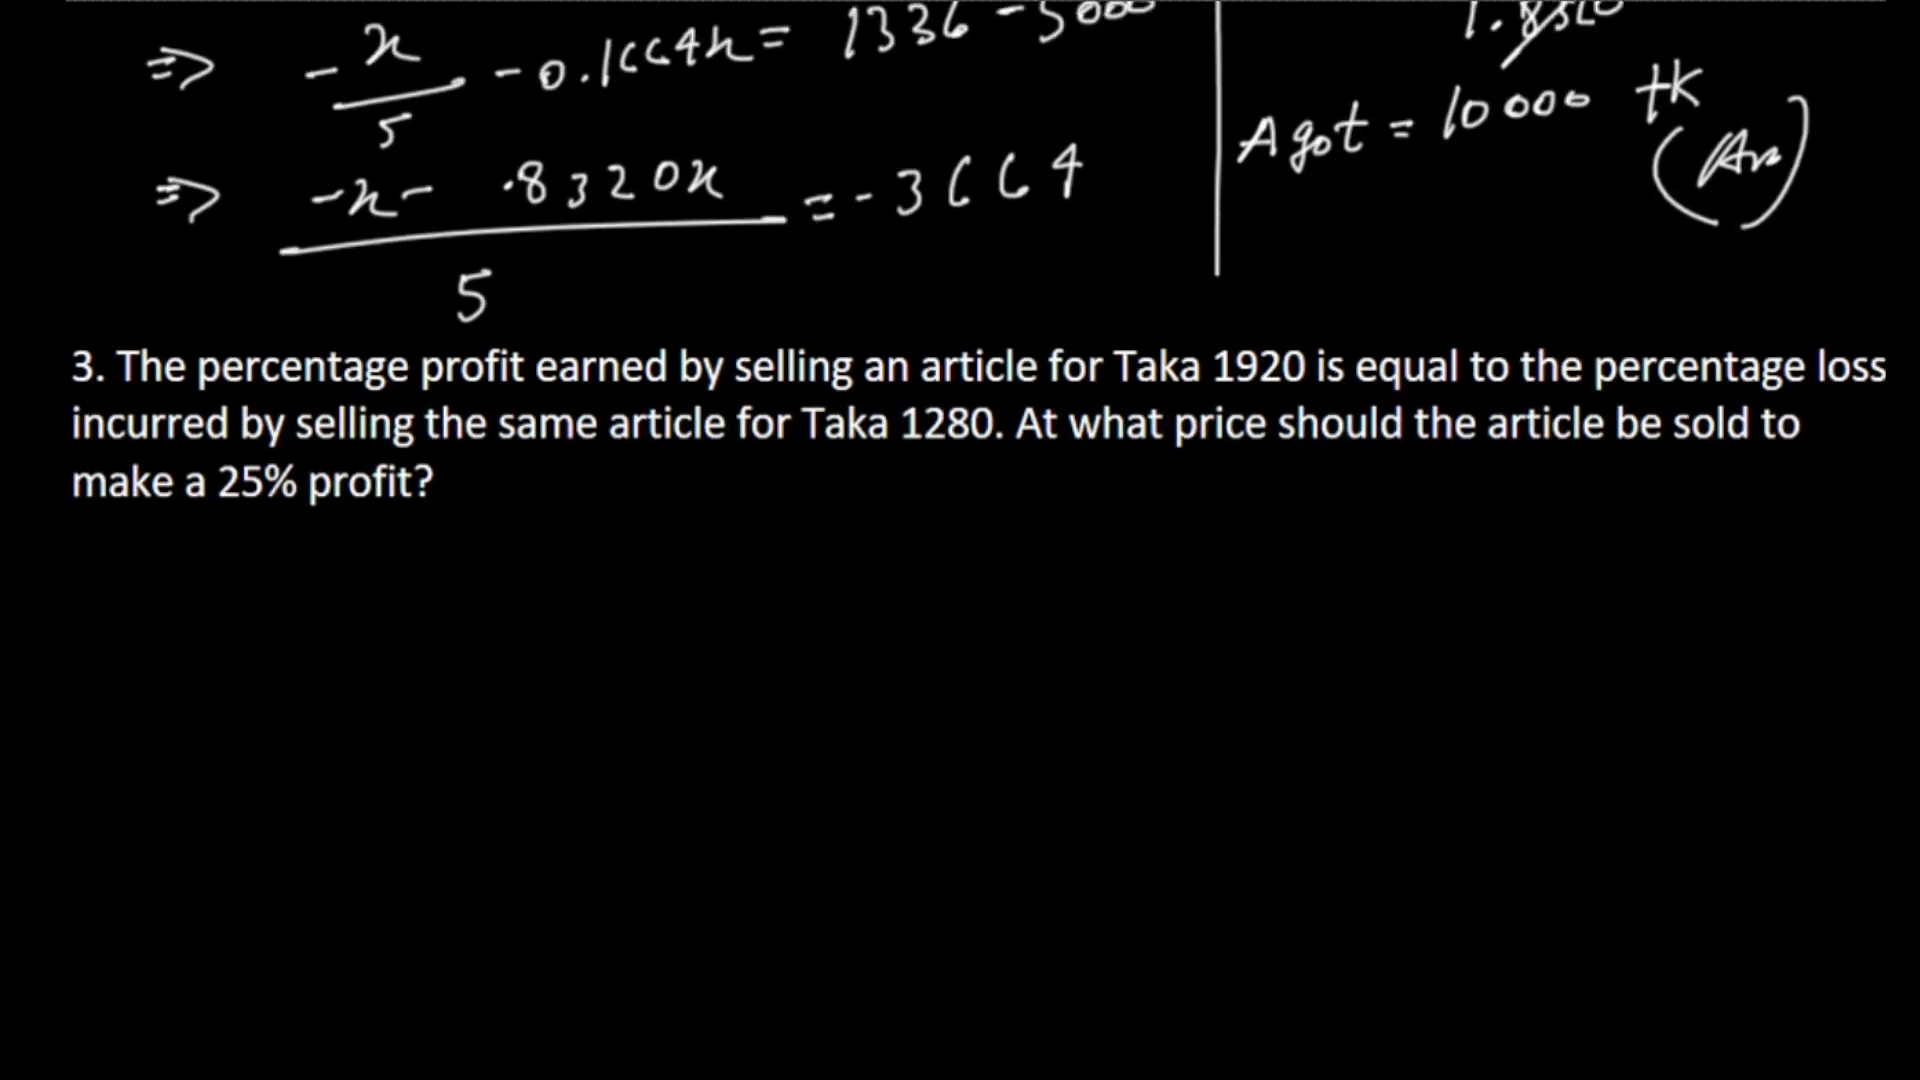 ⇒ -x/5 - 0.1664x = 1336 - 5000
⇒ (-x - .8320x)/5 = -3664
A got = 10000 tk
(Ans)
3. The percentage profit earned by selling an article for Taka 1920 is equal to the percentage loss
incurred by selling the same article for Taka 1280. At what price should the article be sold to
make a 25% profit?